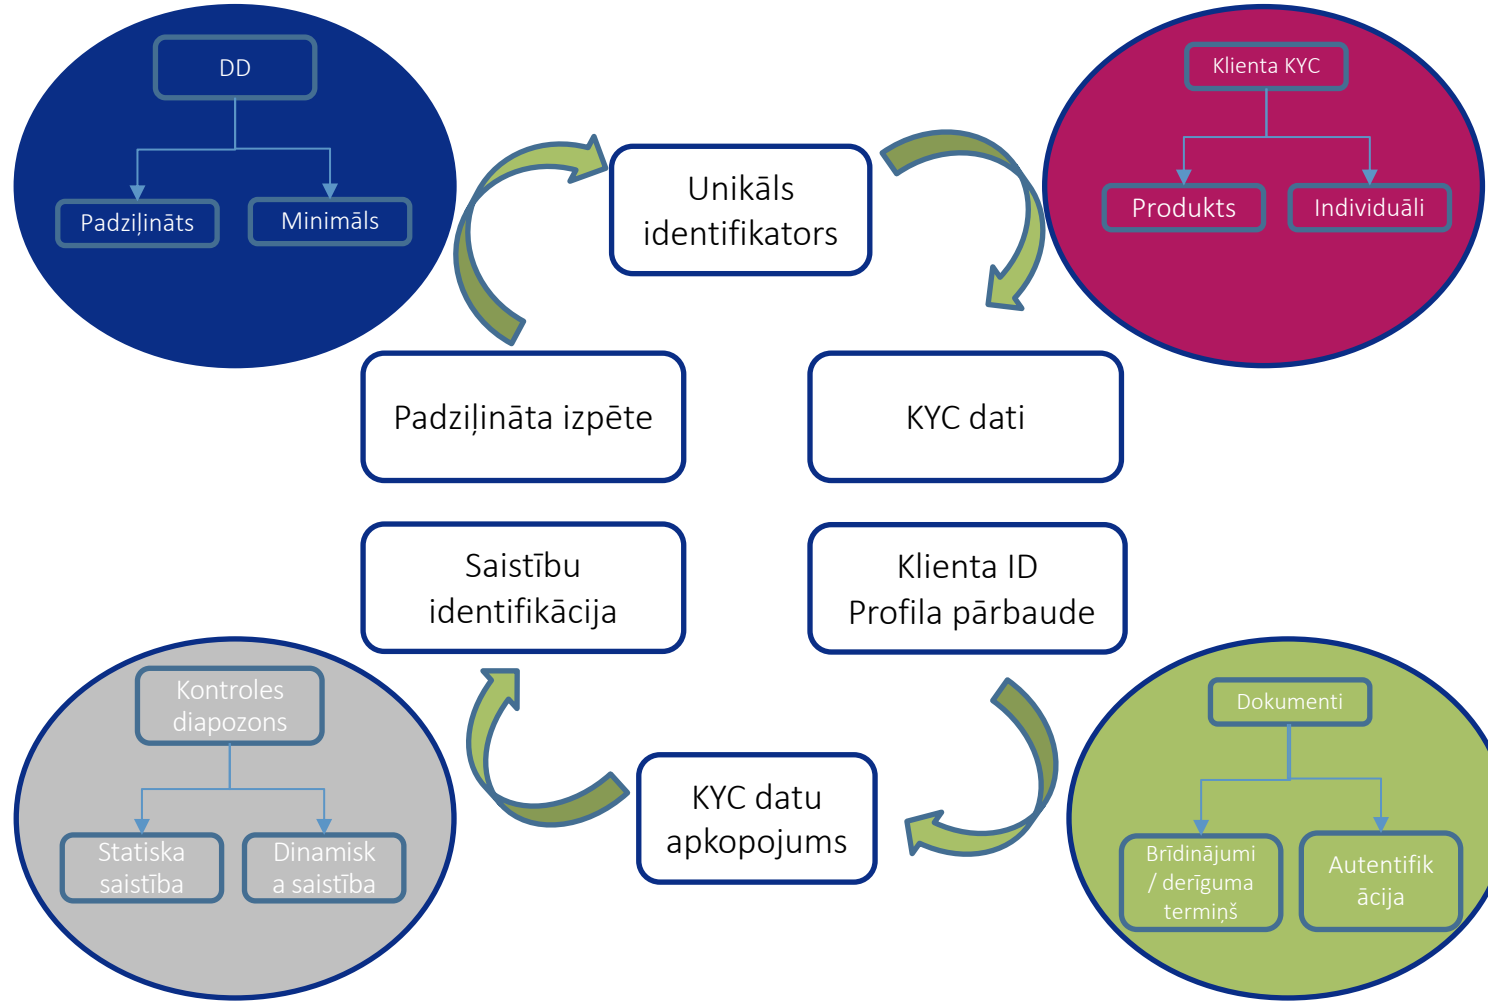 DD
Padziļināts
Minimāls
Klienta KYC
Produkts
Individuāli
Unikāls
identifikators
Padziļināta izpēte
KYC dati
Saistību
identifikācija
Klienta ID
Profila pārbaude
KYC datu
apkopojums
Kontroles
diapozons
Statiska
saistība
Dinamisk
a saistība
Dokumenti
Brīdinājumi
/ derīguma
termiņš
Autentifik
ācija